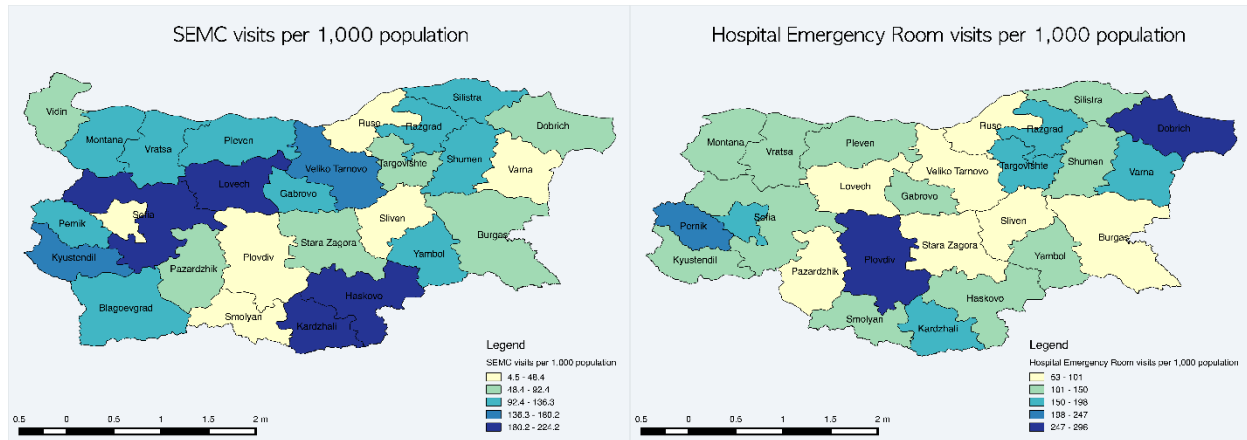 SEMC visits per 1,000 population
Vidin
Montana
Vratsa
Pleven
Ruse
Silistra
Razgrad
Dobrich
Targovishte
Shumen
Varna
Veliko Tarnovo
Lovech
Gabrovo
Sofia
Pernik
Kyustendil
Sliven
Burgas
Stara Zagora
Yambol
Pazardzhik
Plovdiv
Blagoevgrad
Haskovo
Smolyan
Kardzhali
Legend
SEMC visits per 1.000 population
4.5 - 48.4
48.4 - 92.4
92.4 - 136.3
136.3 - 180.2
180.2 - 224.2
0.5 0 0.5 1 1.5 2 m
Hospital Emergency Room visits per 1,000 population
Montana
Vratsa
Pleven
Ruse
Silistra
Razgrad
Dobrich
Targovishte
Shumen
Varna
Veliko Tarnovo
Lovech
Gabrovo
Sofia
Pernik
Kyustendil
Sliven
Burgas
Stara Zagora
Yambol
Pazardzhik
Plovdiv
Haskovo
Smolyan
Kardzhali
Legend
Hospital Emergency Room visits per 1,000 population
53 - 101
101 - 150
150 - 198
198 - 247
247 - 296
0.5 0 0.5 1 1.5 2 m